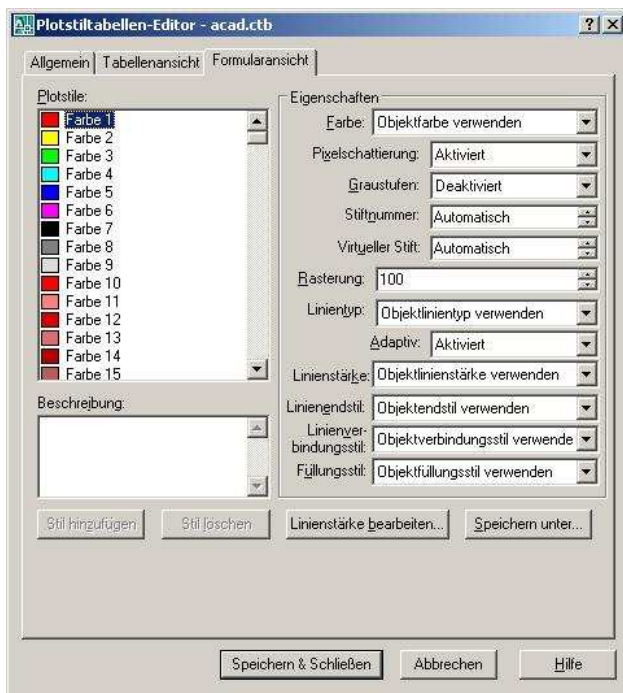 Plotstiltabellen-Editor - acad.ctb
Allgemein Tabellenansicht Formularansicht
Plotstile:
Farbe 1
Farbe 2
Farbe 3
Farbe 4
Farbe 5
Farbe 6
Farbe 7
Farbe 8
Farbe 9
Farbe 10
Farbe 11
Farbe 12
Farbe 13
Farbe 14
Farbe 15
Beschreibung:
Stil hinzufügen Stil löschen
Eigenschaften
Farbe: Objektfarbe verwenden
Pixelschattierung: Aktiviert
Graustufen: Deaktiviert
Stiftnummer: Automatisch
Virtueller Stift: Automatisch
Rasterung: 100
Linientyp: Objektlinientyp verwenden
Adaptiv: Aktiviert
Linienstärke: Objektlinienstärke verwenden
Linienendstil: Objektendstil verwenden
Linienver-
bindungsstil: Objektverbindungsstil verwende
Füllungsstil: Objektfüllungsstil verwenden
Linienstärke bearbeiten... Speichern unter...
Speichern & Schließen Abbrechen Hilfe